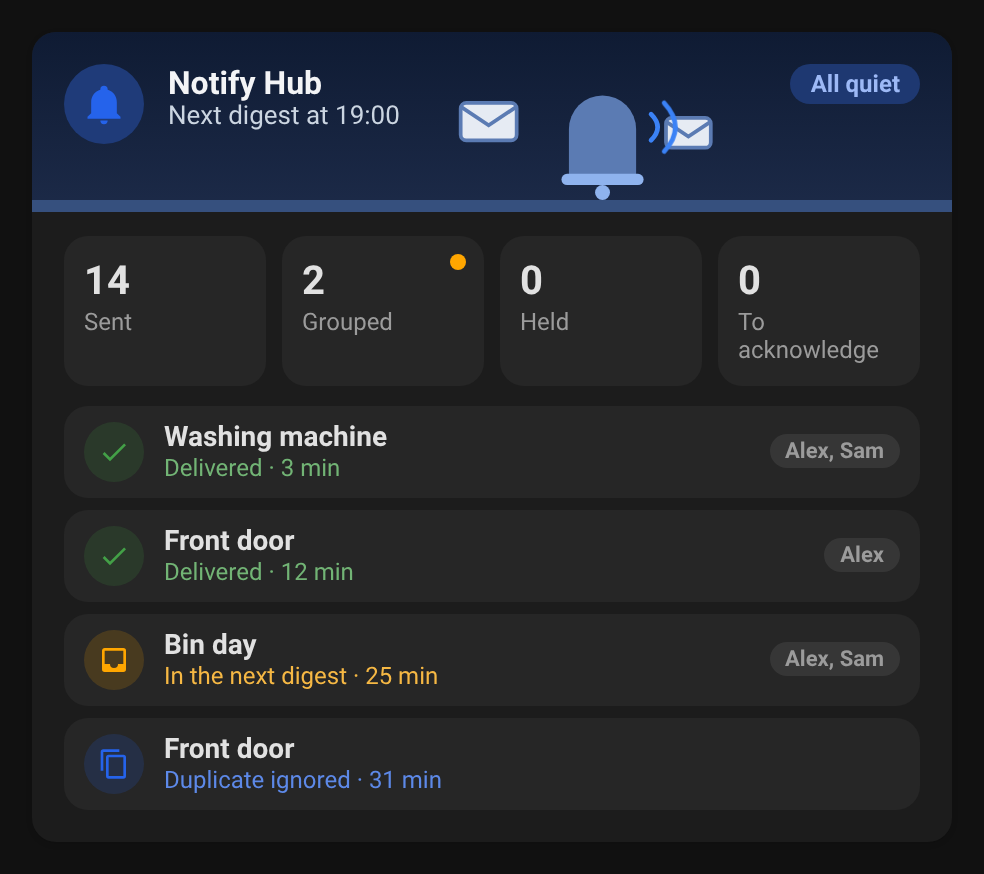 Notify Hub
Next digest at 19:00
All quiet
14
Sent
2
Grouped
0
Held
0
To
acknowledge
Washing machine
Delivered · 3 min
Alex, Sam
Front door
Delivered · 12 min
Alex
Bin day
In the next digest · 25 min
Alex, Sam
Front door
Duplicate ignored · 31 min